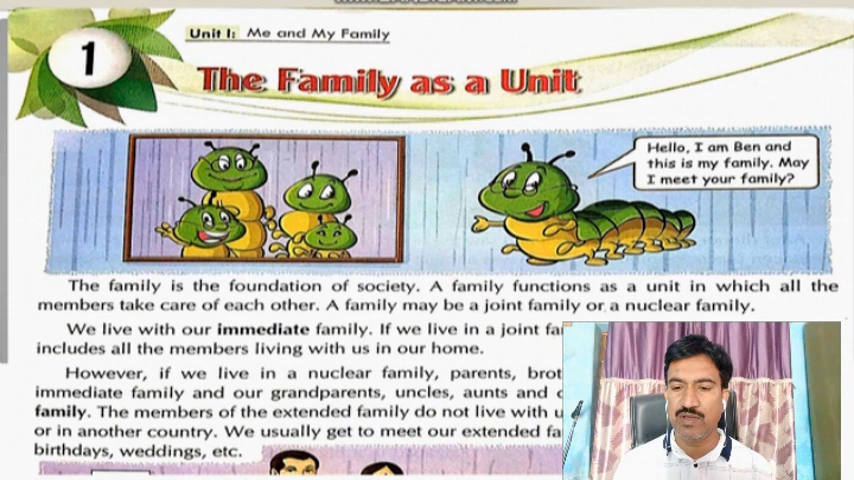 1
Unit I: Me and My Family
The Family as a Unit
Hello, I am Ben and
this is my family. May
I meet your family?
The family is the foundation of society. A family functions as a unit in which all the
members take care of each other. A family may be a joint family or a nuclear family.
We live with our immediate family. If we live in a joint
includes all the members living with us in our home.
However, if we live in a nuclear family, parents,
immediate family and our grandparents, uncles, aunts and
family. The members of the extended family do not live with
or in another country. We usually get to meet our extended
birthdays, weddings, etc.